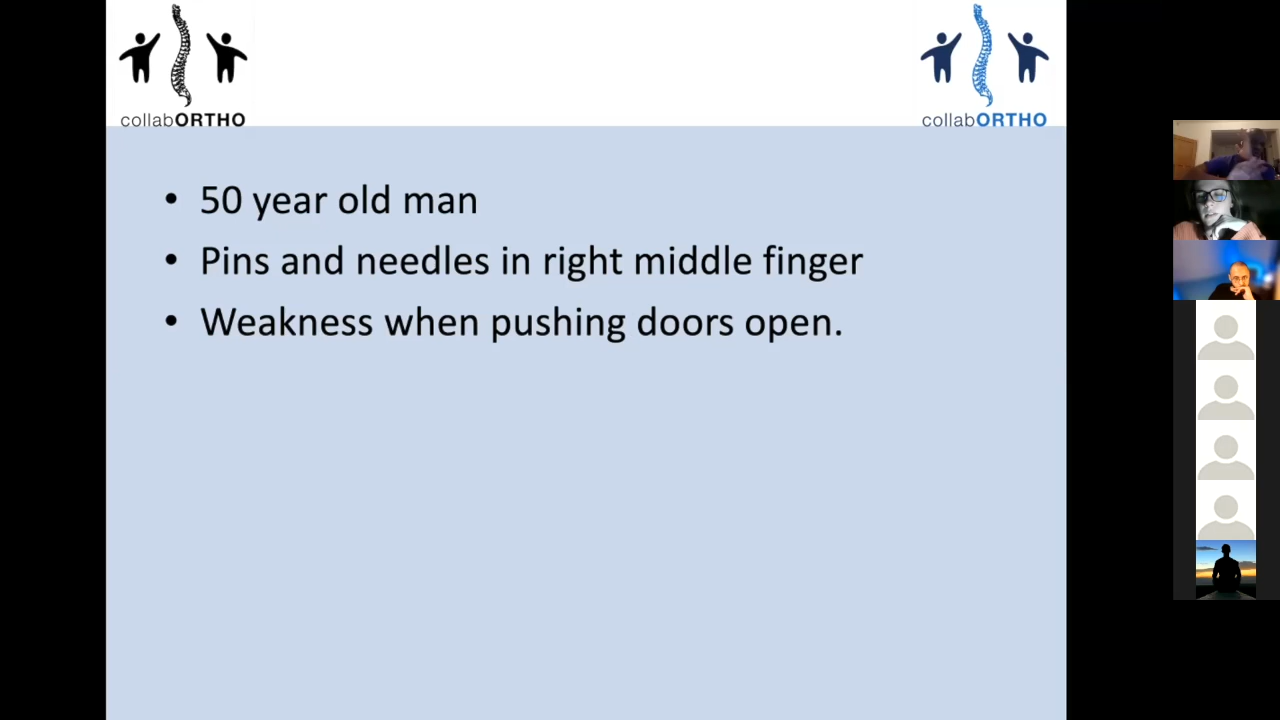 collabORTHO
collabORTHO
• 50 year old man
• Pins and needles in right middle finger
• Weakness when pushing doors open.